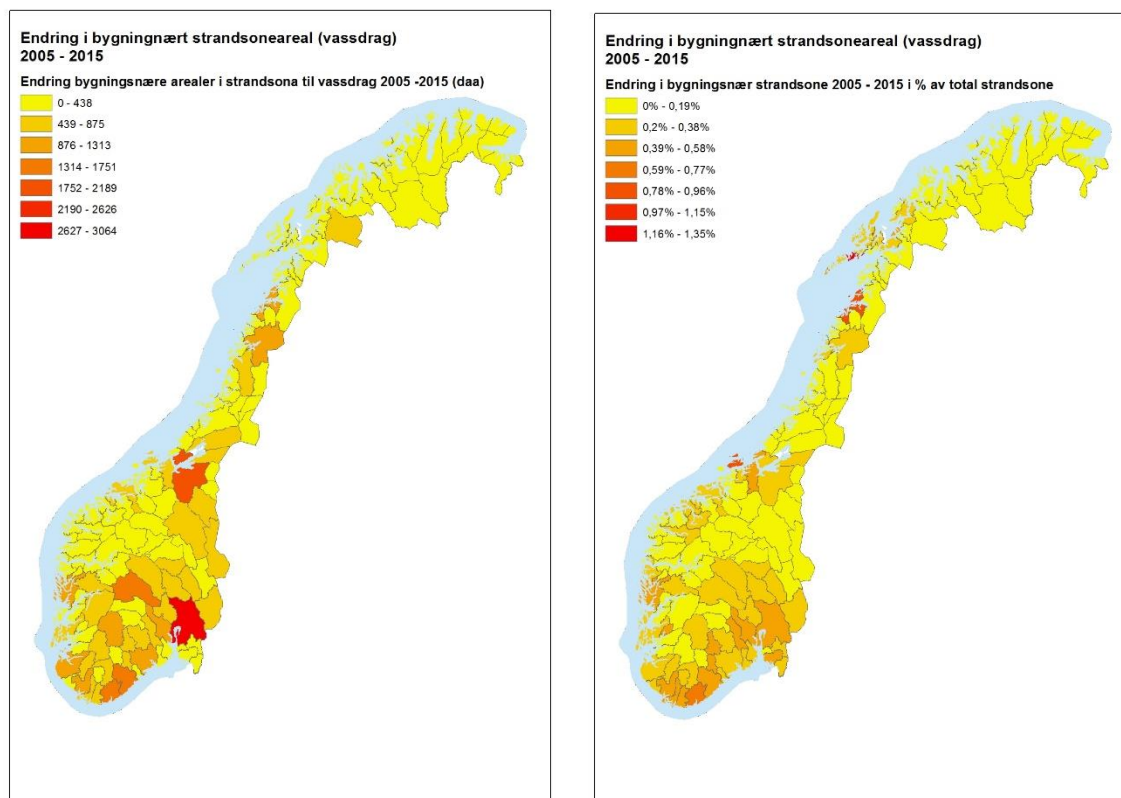 Endring i bygningnært strandsoneareal (vassdrag)
2005 - 2015
Endring bygningsnære arealer i strandsona til vassdrag 2005 -2015 (daa)
0 - 438
439 - 875
876 - 1313
1314 - 1751
1752 - 2189
2190 - 2626
2627 - 3064
Endring i bygningnært strandsoneareal (vassdrag)
2005 - 2015
Endring i bygningsnær strandsone 2005 - 2015 i % av total strandsone
0% - 0,19%
0,2% - 0,38%
0,39% - 0,58%
0,59% - 0,77%
0,78% - 0,96%
0,97% - 1,15%
1,16% - 1,35%